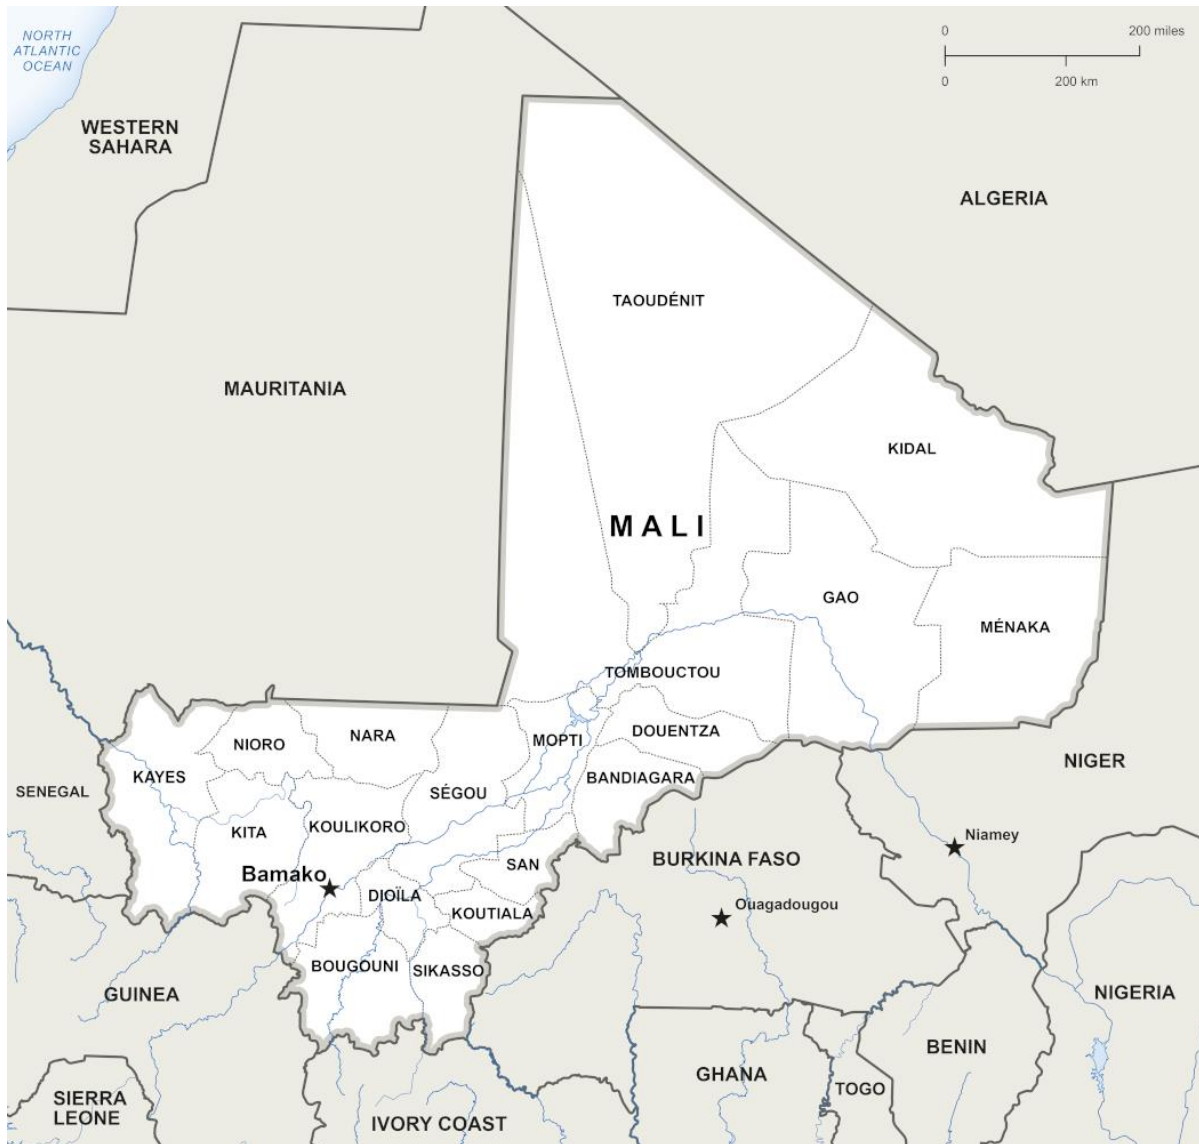 NORTH
ATLANTIC
OCEAN
0 200 miles
0 200 km
WESTERN
SAHARA
ALGERIA
TAOUDÉNIT
MAURITANIA
KIDAL
MALI
GAO
MÉNAKA
TOMBOUCTOU
DOUENTZA
MOPTI
NARA
NIORO
BANDIAGARA
KAYES
NIGER
SENEGAL
SÉGOU
KOULIKORO
KITA
Niamey
SAN
BURKINA FASO
Bamako
DIOÏLA
Ouagadougou
KOUTIALA
BOUGOUNI
SIKASSO
GUINEA
NIGERIA
BENIN
GHANA
TOGO
SIERRA
LEONE
IVORY COAST